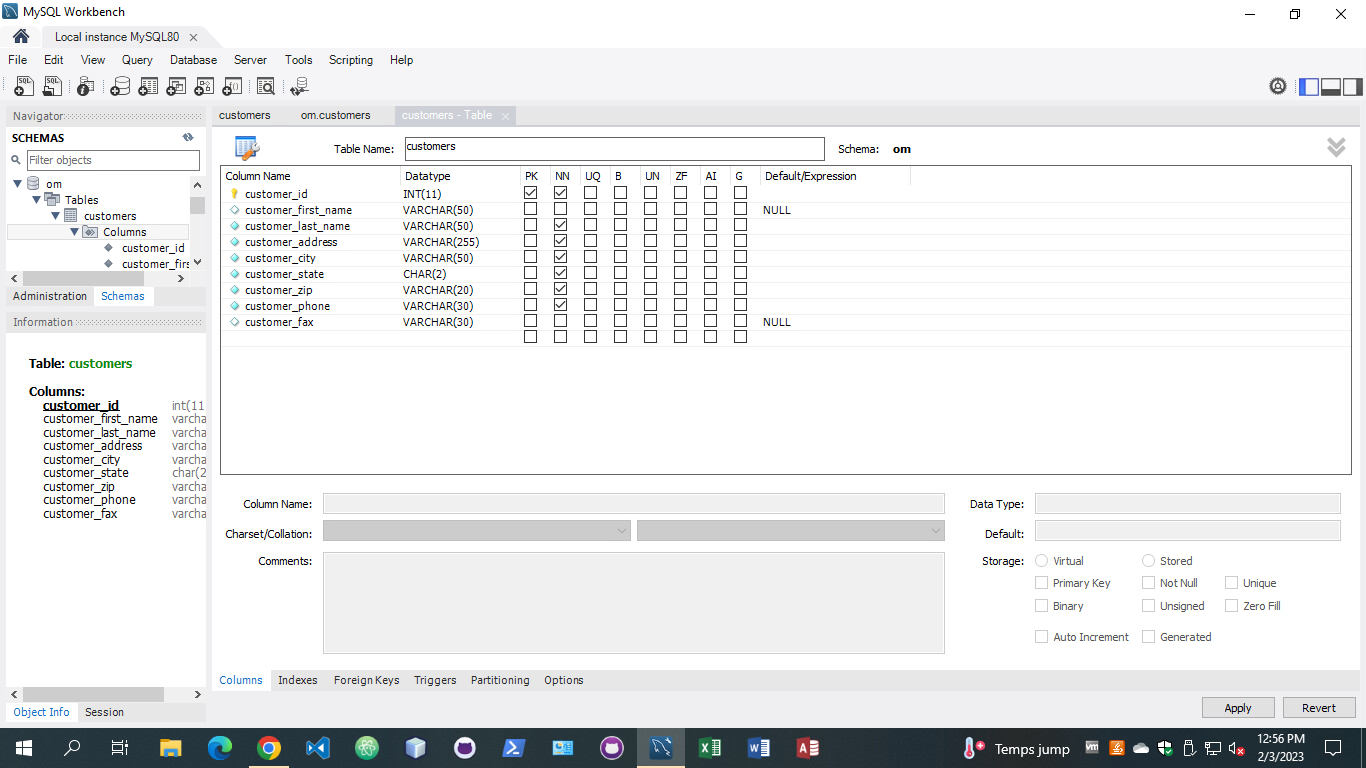 MySQL Workbench
Local instance MySQL80
File Edit View Query Database Server Tools Scripting Help
Navigator
SCHEMAS
Filter objects
om
Tables
customers
Columns
customer_id
customer_firs
Administration Schemas
Information
Table: customers
Columns:
customer_id int(11
customer_first_name varcha
customer_last_name varcha
customer_address varcha
customer_city varcha
customer_state char(2
customer_zip varcha
customer_phone varcha
customer_fax varcha
Object Info Session
customers om.customers customers - Table
Table Name: customers Schema: om
Column Name Datatype PK NN UQ B UN ZF AI G Default/Expression
customer_id INT(11)
customer_first_name VARCHAR(50) NULL
customer_last_name VARCHAR(50)
customer_address VARCHAR(255)
customer_city VARCHAR(50)
customer_state CHAR(2)
customer_zip VARCHAR(20)
customer_phone VARCHAR(30)
customer_fax VARCHAR(30) NULL
Column Name: Data Type:
Charset/Collation: Default:
Comments: Storage: Virtual Stored
Primary Key Not Null Unique
Binary Unsigned Zero Fill
Auto Increment Generated
Columns Indexes Foreign Keys Triggers Partitioning Options
Apply Revert
Temps jump
12:56 PM
2/3/2023